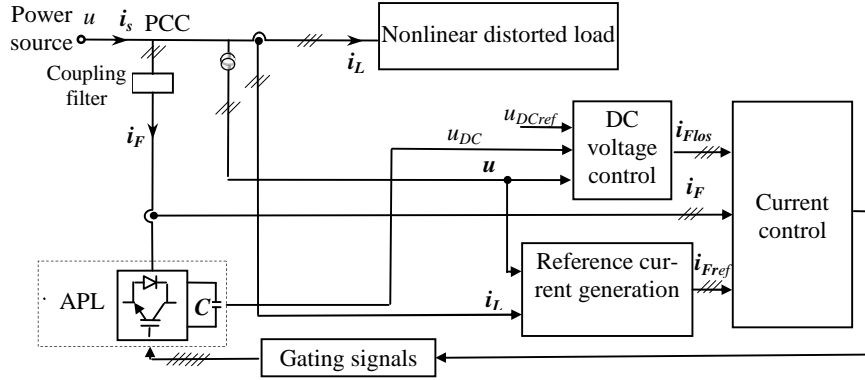 Power source
u
i_s
PCC
Nonlinear distorted load
i_L
Coupling filter
i_F
u_DCref
u_DC
u
DC voltage control
i_Flos
i_F
Current control
APL
C
i_L
Reference cur-
rent generation
i_Fref
Gating signals